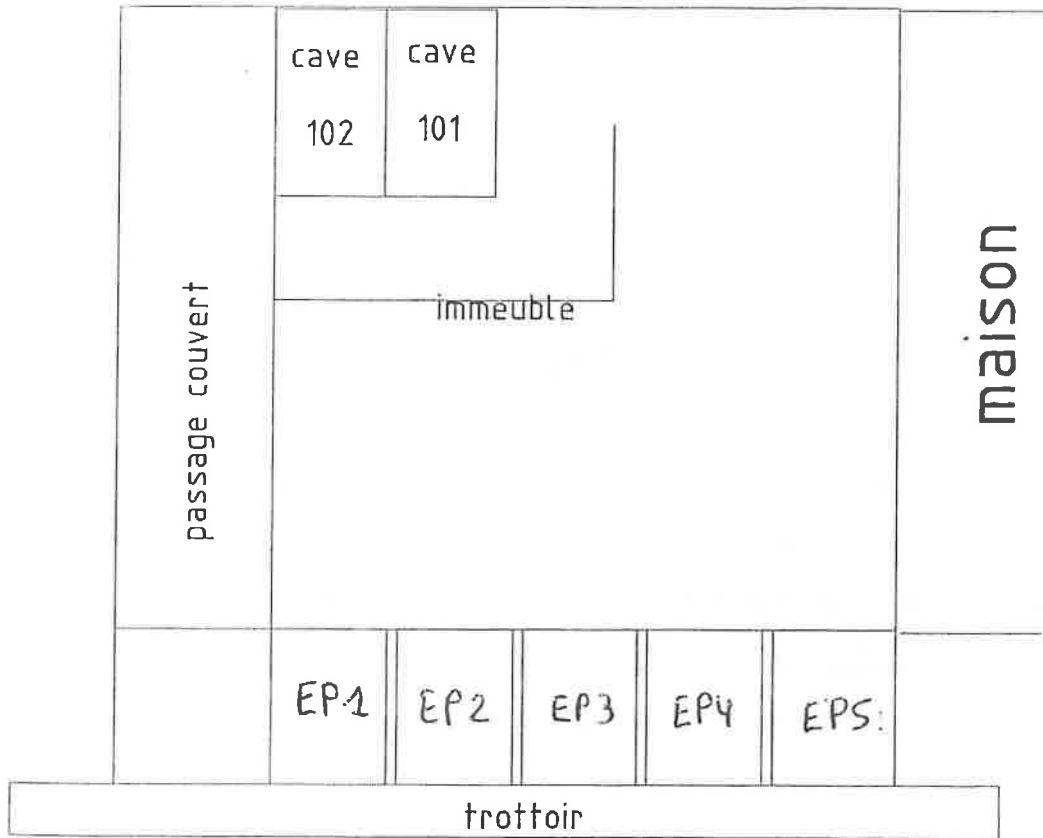 cave
102
cave
101
immeuble
passage couvert
maison
EP1
EP2
EP3
EP4
EP5
trottoir